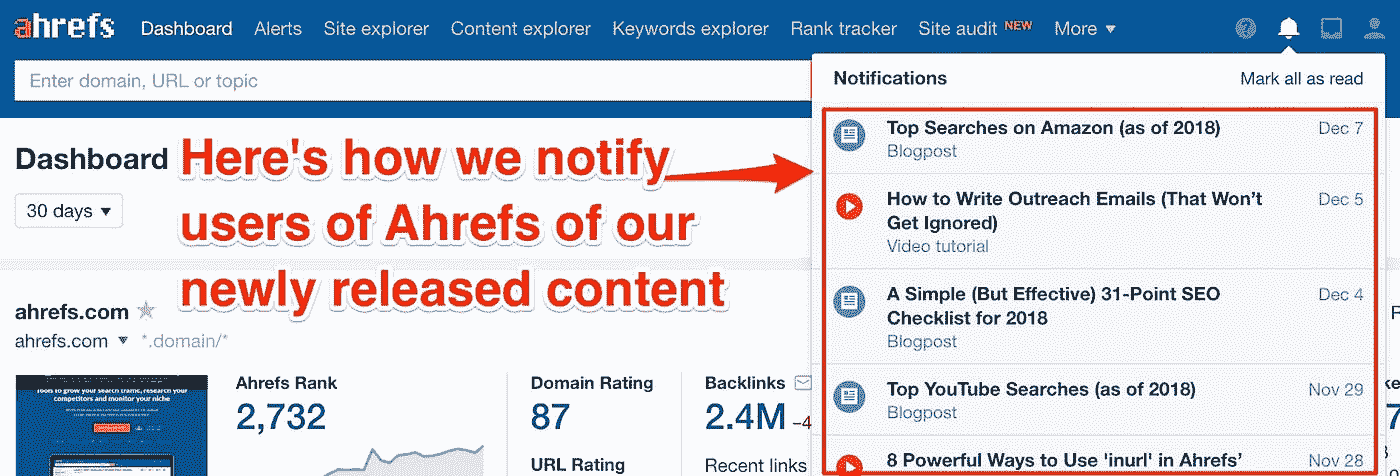 ahrefs Dashboard Alerts Site explorer Content explorer Keywords explorer Rank tracker Site audit NEW More
Enter domain, URL or topic
Notifications Mark all as read
Top Searches on Amazon (as of 2018) Dec 7
Blogpost
How to Write Outreach Emails (That Won’t Dec 5
Get Ignored)
Video tutorial
A Simple (But Effective) 31-Point SEO Dec 4
Checklist for 2018
Blogpost
Top YouTube Searches (as of 2018) Nov 29
Blogpost
8 Powerful Ways to Use 'inurl' in Ahrefs’ Nov 28
Dashboard
30 days
Here's how we notify
users of Ahrefs of our
newly released content
ahrefs.com
ahrefs.com *.domain/*
Tools to grow your search traffic, research your
competitors and monitor your niche
Ahrefs Rank
2,732
Domain Rating
87
URL Rating
Backlinks
2.4M -4
Recent links